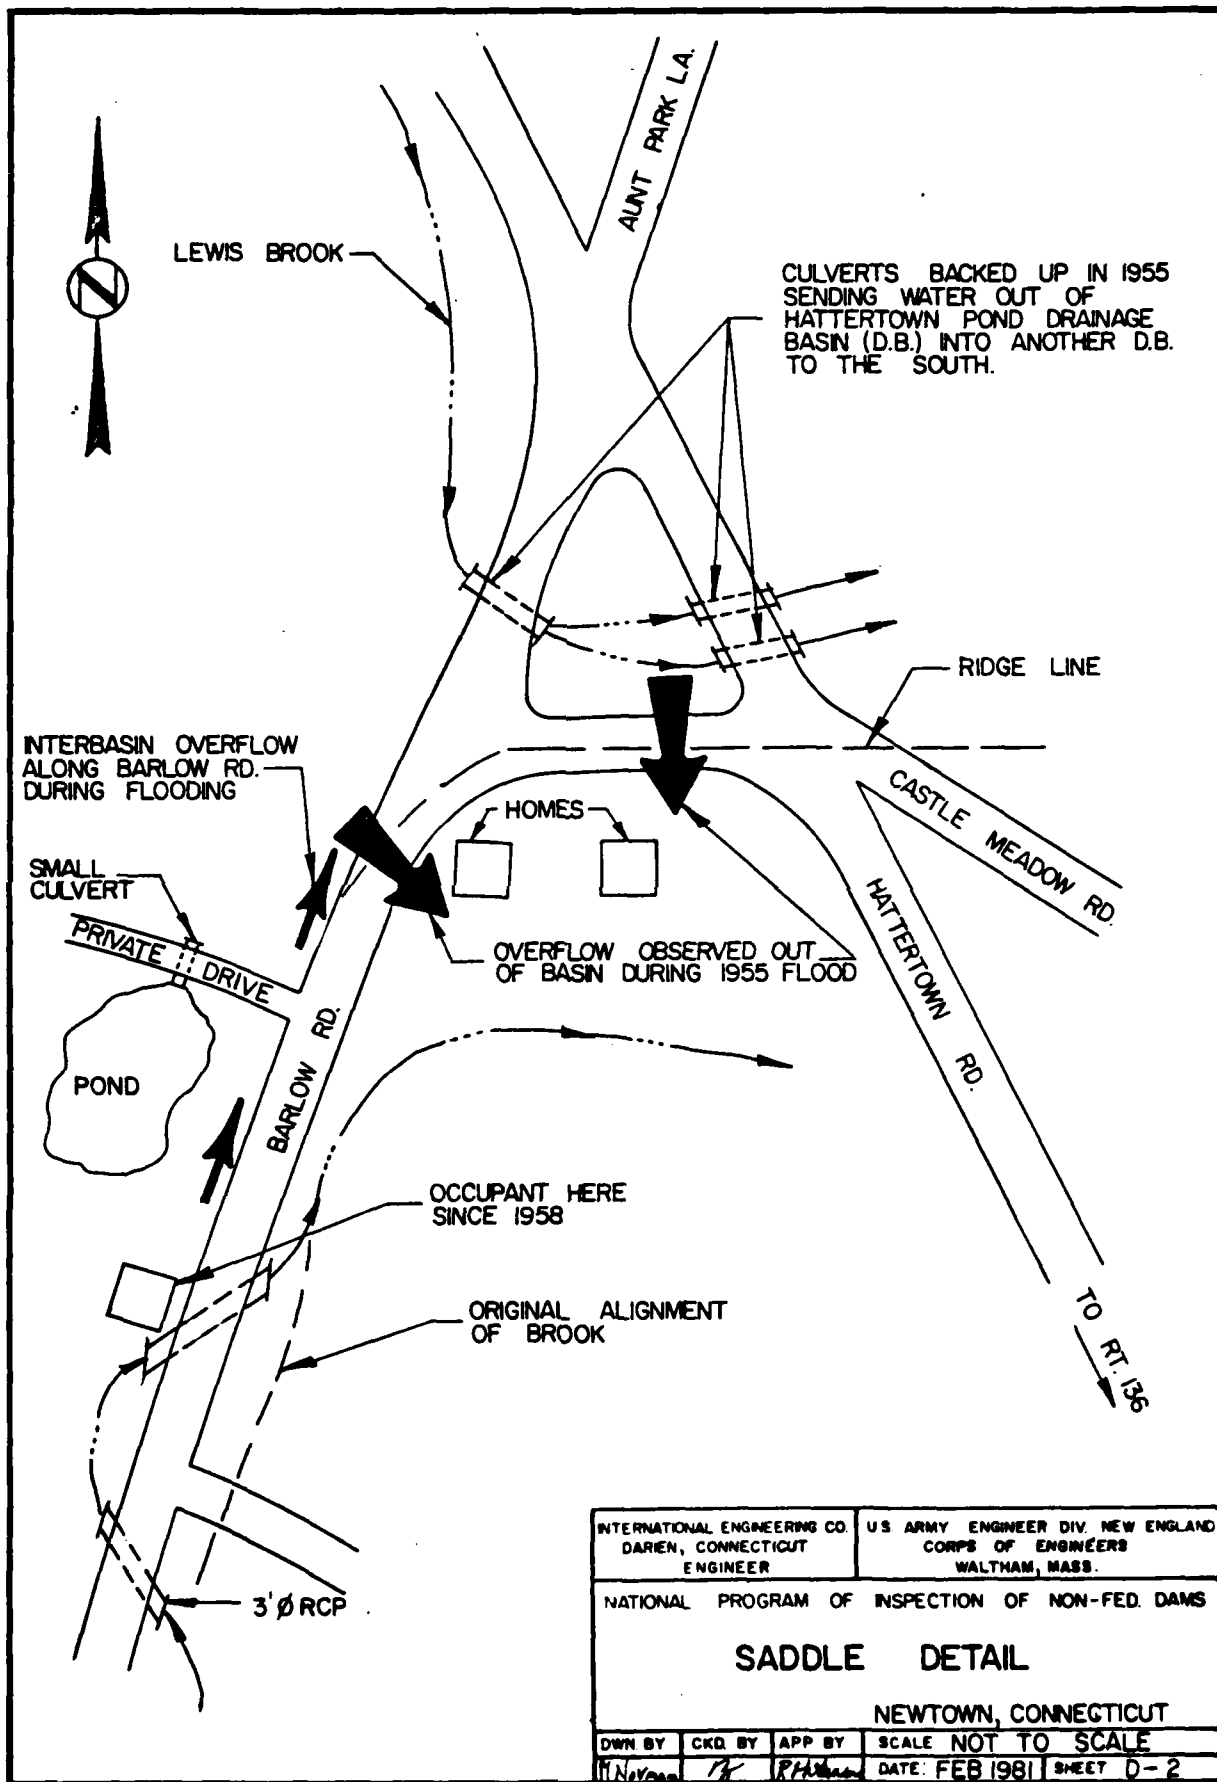 AUNT PARK LA.
LEWIS BROOK
N
CULVERTS BACKED UP IN 1955
SENDING WATER OUT OF
HATTERTOWN POND DRAINAGE
BASIN (D.B.) INTO ANOTHER D.B.
TO THE SOUTH.
RIDGE LINE
INTERBASIN OVERFLOW
ALONG BARLOW RD.
DURING FLOODING
HOMES
CASTLE MEADOW RD.
SMALL
CULVERT
PRIVATE DRIVE
OVERFLOW OBSERVED OUT
OF BASIN DURING 1955 FLOOD
HATTERTOWN RD.
BARLOW RD.
POND
OCCUPANT HERE
SINCE 1958
ORIGINAL ALIGNMENT
OF BROOK
TO RT. 136
3'Ø RCP
INTERNATIONAL ENGINEERING CO.
DARIEN, CONNECTICUT
ENGINEER
U.S. ARMY ENGINEER DIV. NEW ENGLAND
CORPS OF ENGINEERS
WALTHAM, MASS.
NATIONAL PROGRAM OF INSPECTION OF NON-FED. DAMS
SADDLE DETAIL
NEWTOWN, CONNECTICUT
DWN. BY
CKD. BY
APP BY
SCALE NOT TO SCALE
DATE: FEB 1981
SHEET D-2